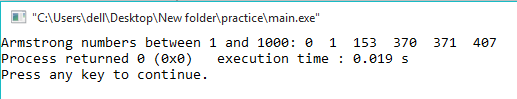 "C:\Users\dell\Desktop\New folder\practice\main.exe"
Armstrong numbers between 1 and 1000: 0  1  153  370  371  407
Process returned 0 (0x0)   execution time : 0.019 s
Press any key to continue.